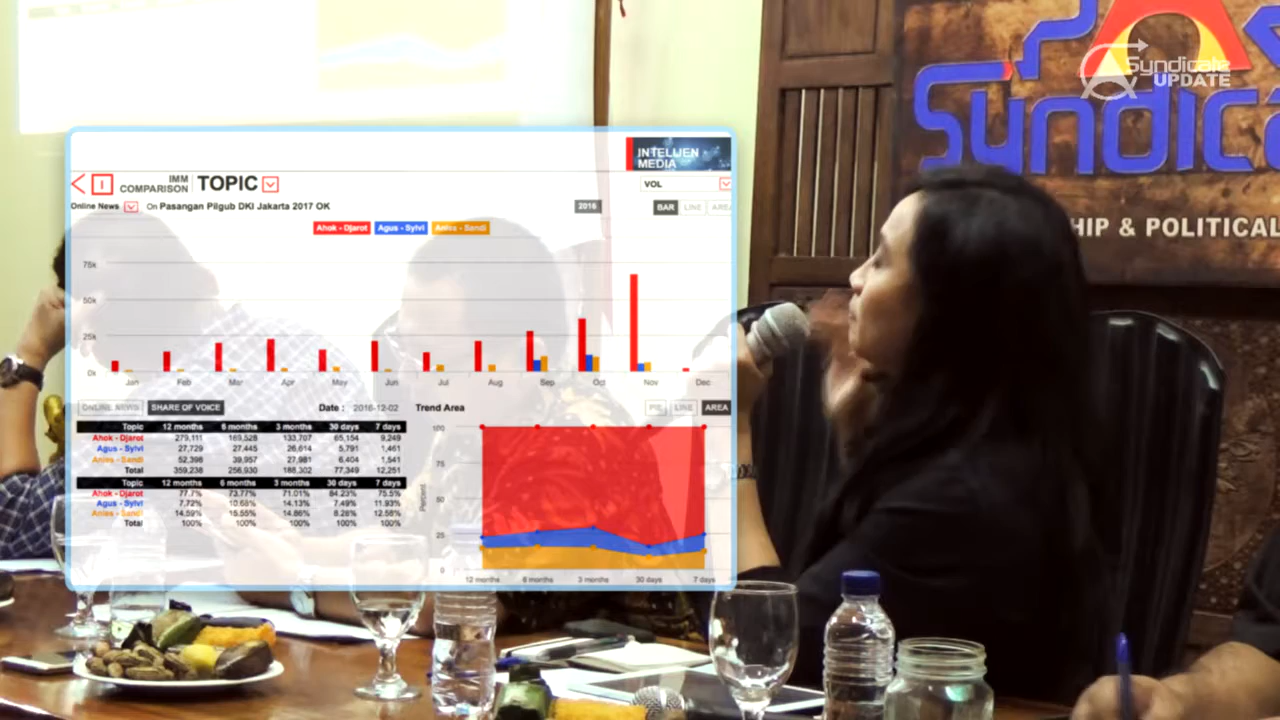 Syndicate
UPDATE
Syndica
HIP & POLITICAL
INTELIJEN
MEDIA
IMM
COMPARISON
TOPIC
VOL
Online News
On Pasangan Pilgub DKI Jakarta 2017 OK
2016
BAR LINE AREA
Ahok - Djarot Agus - Sylvi Anies - Sandi
75k
50k
25k
0k
Jan Feb Mar Apr May Jun Jul Aug Sep Oct Nov Dec
ONLINE NEWS SHARE OF VOICE Date : 2016-12-02 Trend Area PIE LINE AREA
Topic 12 months 6 months 3 months 30 days 7 days
Ahok - Djarot 279,111 169,528 133,707 65,154 9,249
Agus - Sylvi 27,729 27,445 26,614 5,791 1,461
Anies - Sandi 52,398 39,957 27,981 6,404 1,541
Total 359,238 256,930 188,302 77,349 12,251
Topic 12 months 6 months 3 months 30 days 7 days
Ahok - Djarot 77.7% 73.77% 71.01% 84.23% 75.5%
Agus - Sylvi 7.72% 10.68% 14.13% 7.49% 11.93%
Anies - Sandi 14.59% 15.55% 14.86% 8.28% 12.58%
Total 100% 100% 100% 100% 100%
Percent
100
75
50
25
0
12 months 6 months 3 months 30 days 7 days